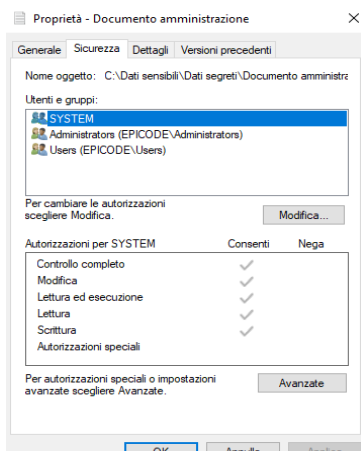 Proprietà - Documento amministrazione
Generale Sicurezza Dettagli Versioni precedenti
Nome oggetto: C:\Dati sensibili\Dati segreti\Documento amministra
Utenti e gruppi:
SYSTEM
Administrators (EPICODE\Administrators)
Users (EPICODE\Users)
Per cambiare le autorizzazioni
scegliere Modifica.
Modifica...
Autorizzazioni per SYSTEM Consenti Nega
Controllo completo
Modifica
Lettura ed esecuzione
Lettura
Scrittura
Autorizzazioni speciali
Per autorizzazioni speciali o impostazioni
avanzate scegliere Avanzate.
Avanzate
OK Annulla Applica